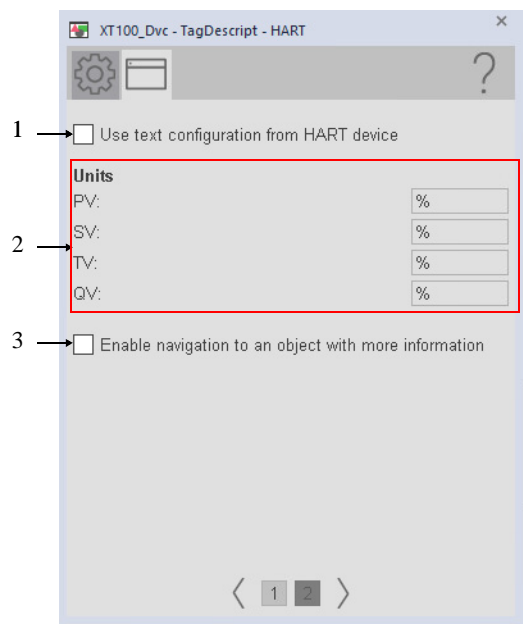 XT100_Dvc - TagDescript - HART
1 Use text configuration from HART device
Units
PV: %
2
SV: %
TV: %
QV: %
3 Enable navigation to an object with more information
1 2